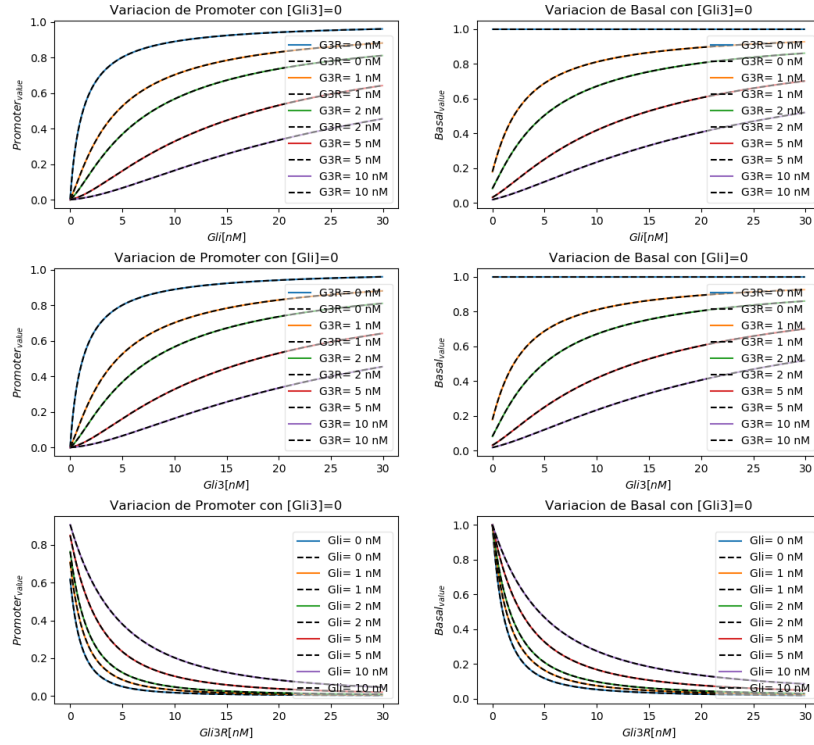 Variacion de Promoter con [Gli3]=0
Promoter_value
1.0
0.8
0.6
0.4
0.2
0.0
G3R= 0 nM
G3R= 0 nM
G3R= 1 nM
G3R= 1 nM
G3R= 2 nM
G3R= 2 nM
G3R= 5 nM
G3R= 5 nM
G3R= 10 nM
G3R= 10 nM
0 5 10 15 20 25 30
Gli[nM]
Variacion de Basal con [Gli3]=0
Basal_value
1.0
0.8
0.6
0.4
0.2
0.0
G3R= 0 nM
G3R= 0 nM
G3R= 1 nM
G3R= 1 nM
G3R= 2 nM
G3R= 2 nM
G3R= 5 nM
G3R= 5 nM
G3R= 10 nM
G3R= 10 nM
0 5 10 15 20 25 30
Gli[nM]
Variacion de Promoter con [Gli]=0
Promoter_value
1.0
0.8
0.6
0.4
0.2
0.0
G3R= 0 nM
G3R= 0 nM
G3R= 1 nM
G3R= 1 nM
G3R= 2 nM
G3R= 2 nM
G3R= 5 nM
G3R= 5 nM
G3R= 10 nM
G3R= 10 nM
0 5 10 15 20 25 30
Gli3[nM]
Variacion de Basal con [Gli]=0
Basal_value
1.0
0.8
0.6
0.4
0.2
0.0
G3R= 0 nM
G3R= 0 nM
G3R= 1 nM
G3R= 1 nM
G3R= 2 nM
G3R= 2 nM
G3R= 5 nM
G3R= 5 nM
G3R= 10 nM
G3R= 10 nM
0 5 10 15 20 25 30
Gli3[nM]
Variacion de Promoter con [Gli3]=0
Promoter_value
0.8
0.6
0.4
0.2
0.0
Gli= 0 nM
Gli= 0 nM
Gli= 1 nM
Gli= 1 nM
Gli= 2 nM
Gli= 2 nM
Gli= 5 nM
Gli= 5 nM
Gli= 10 nM
Gli= 10 nM
0 5 10 15 20 25 30
Gli3R[nM]
Variacion de Basal con [Gli3]=0
Basal_value
1.0
0.8
0.6
0.4
0.2
0.0
Gli= 0 nM
Gli= 0 nM
Gli= 1 nM
Gli= 1 nM
Gli= 2 nM
Gli= 2 nM
Gli= 5 nM
Gli= 5 nM
Gli= 10 nM
Gli= 10 nM
0 5 10 15 20 25 30
Gli3R[nM]